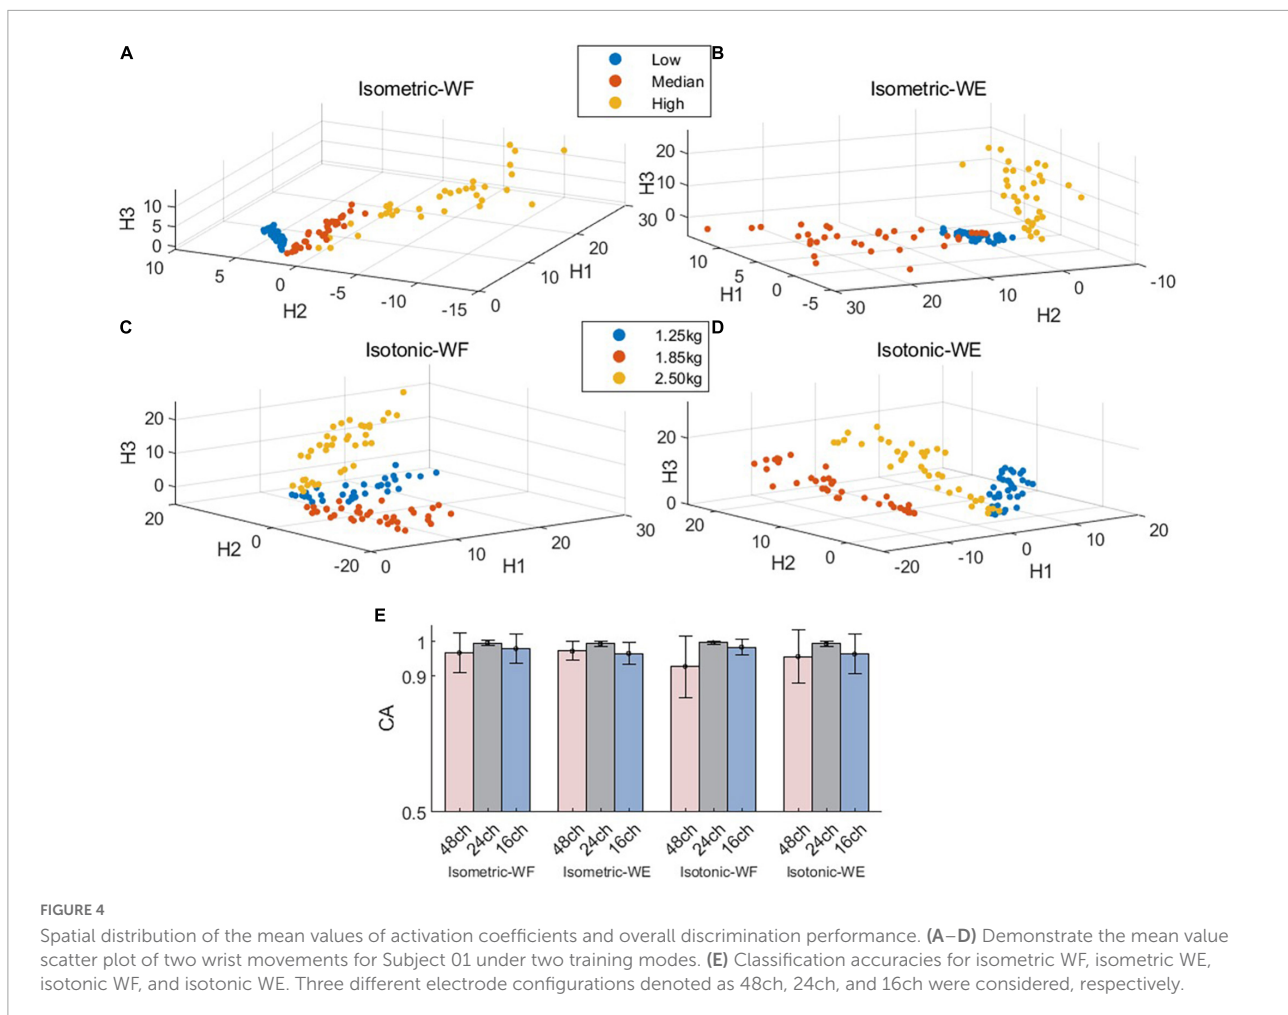 A
B
Low
Median
High
Isometric-WF
Isometric-WE
H3
10
5
0
10
5
0
-5
-10
-15
H2
0
10
20
H1
H3
20
10
0
30
10
5
0
-5
H1
30
20
10
0
-10
H2
C
D
1.25kg
1.85kg
2.50kg
Isotonic-WF
Isotonic-WE
H3
20
10
0
20
0
-20
H2
0
10
20
30
H1
H3
20
0
20
10
0
H2
-20
-10
0
10
20
H1
E
CA
1
0.9
0.5
48ch 24ch 16ch 48ch 24ch 16ch 48ch 24ch 16ch 48ch 24ch 16ch
Isometric-WF Isometric-WE Isotonic-WF Isotonic-WE
FIGURE 4
Spatial distribution of the mean values of activation coefficients and overall discrimination performance. (A–D) Demonstrate the mean value
scatter plot of two wrist movements for Subject 01 under two training modes. (E) Classification accuracies for isometric WF, isometric WE,
isotonic WF, and isotonic WE. Three different electrode configurations denoted as 48ch, 24ch, and 16ch were considered, respectively.